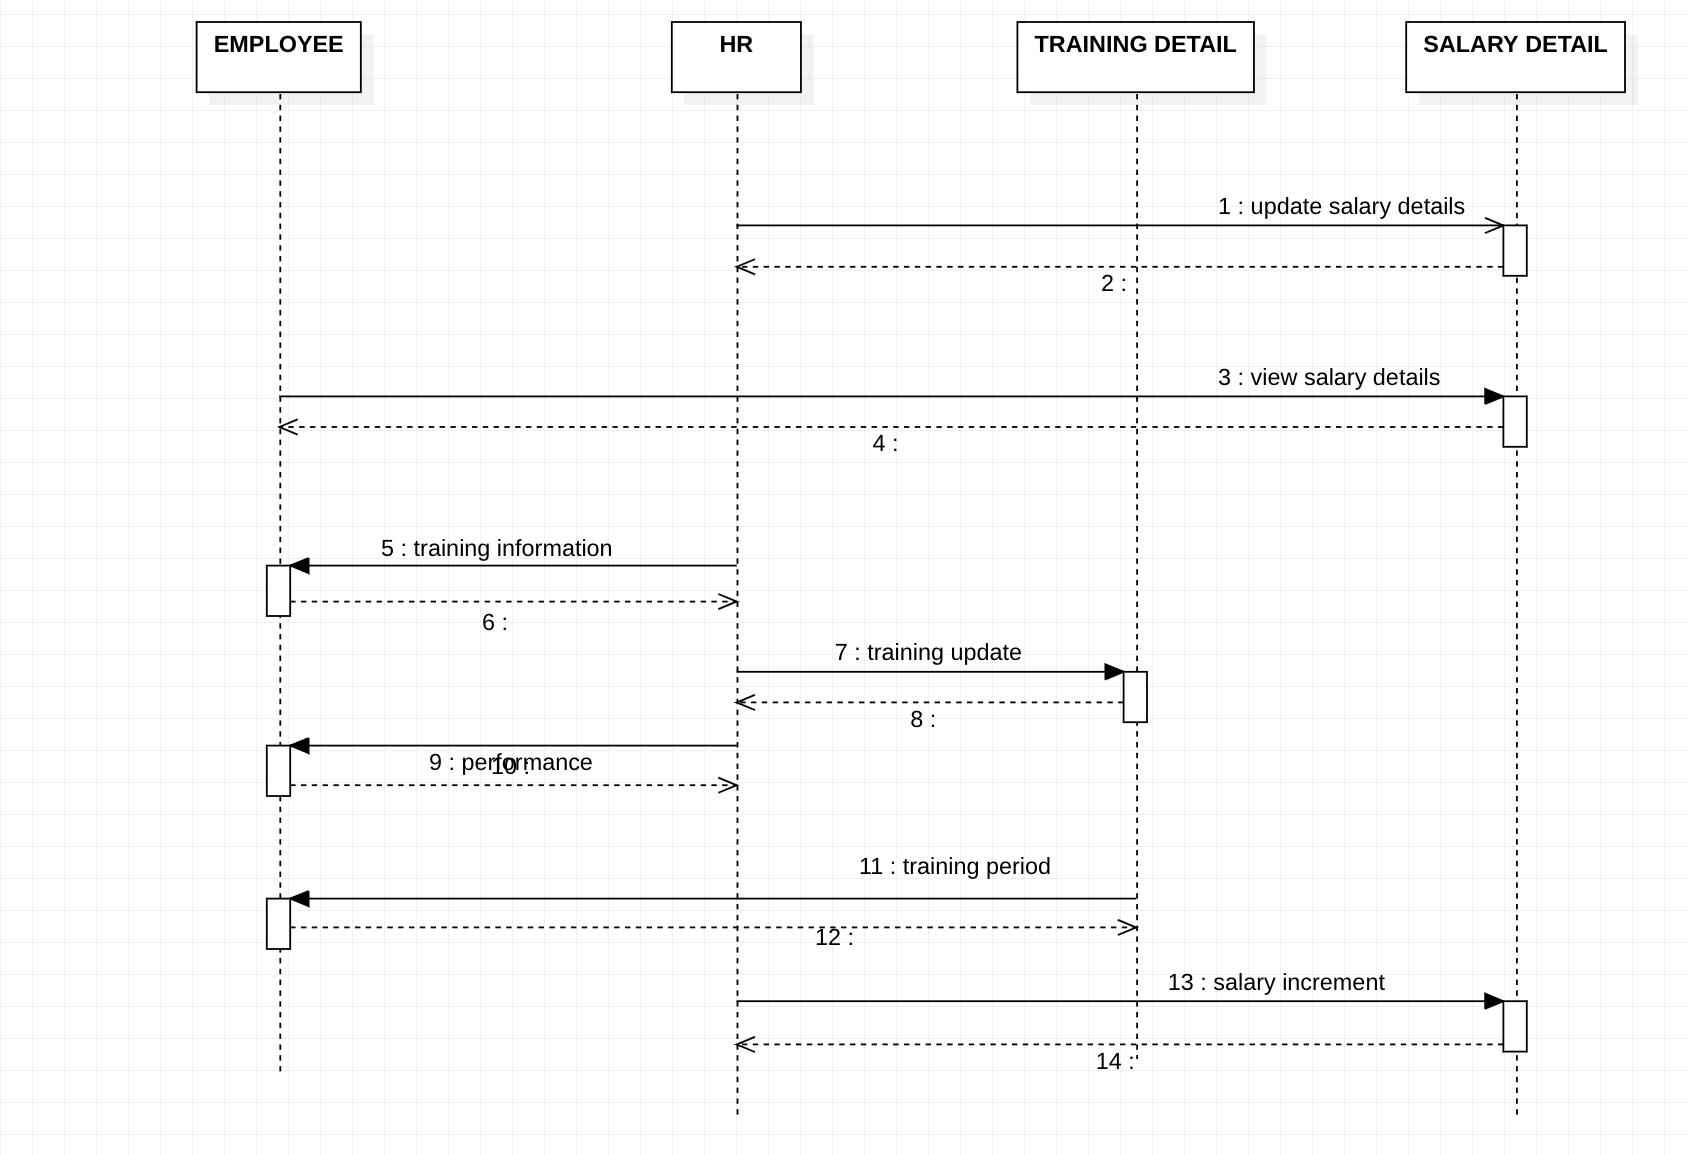 EMPLOYEE
HR
TRAINING DETAIL
SALARY DETAIL
1 : update salary details
2 :
3 : view salary details
4 :
5 : training information
6 :
7 : training update
8 :
9 : performance
10 :
11 : training period
12 :
13 : salary increment
14 :